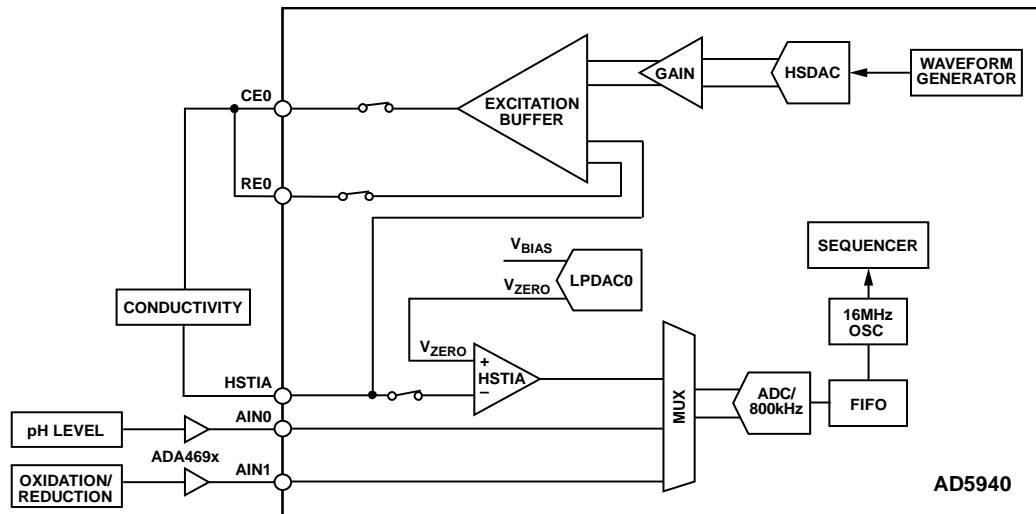 WAVEFORM
GENERATOR
HSDAC
GAIN
EXCITATION
BUFFER
CE0
RE0
SEQUENCER
VBIAS
LPDAC0
VZERO
16MHz
OSC
CONDUCTIVITY
VZERO
+
HSTIA
–
HSTIA
MUX
ADC/
800kHz
FIFO
AIN0
pH LEVEL
ADA469x
AIN1
OXIDATION/
REDUCTION
AD5940